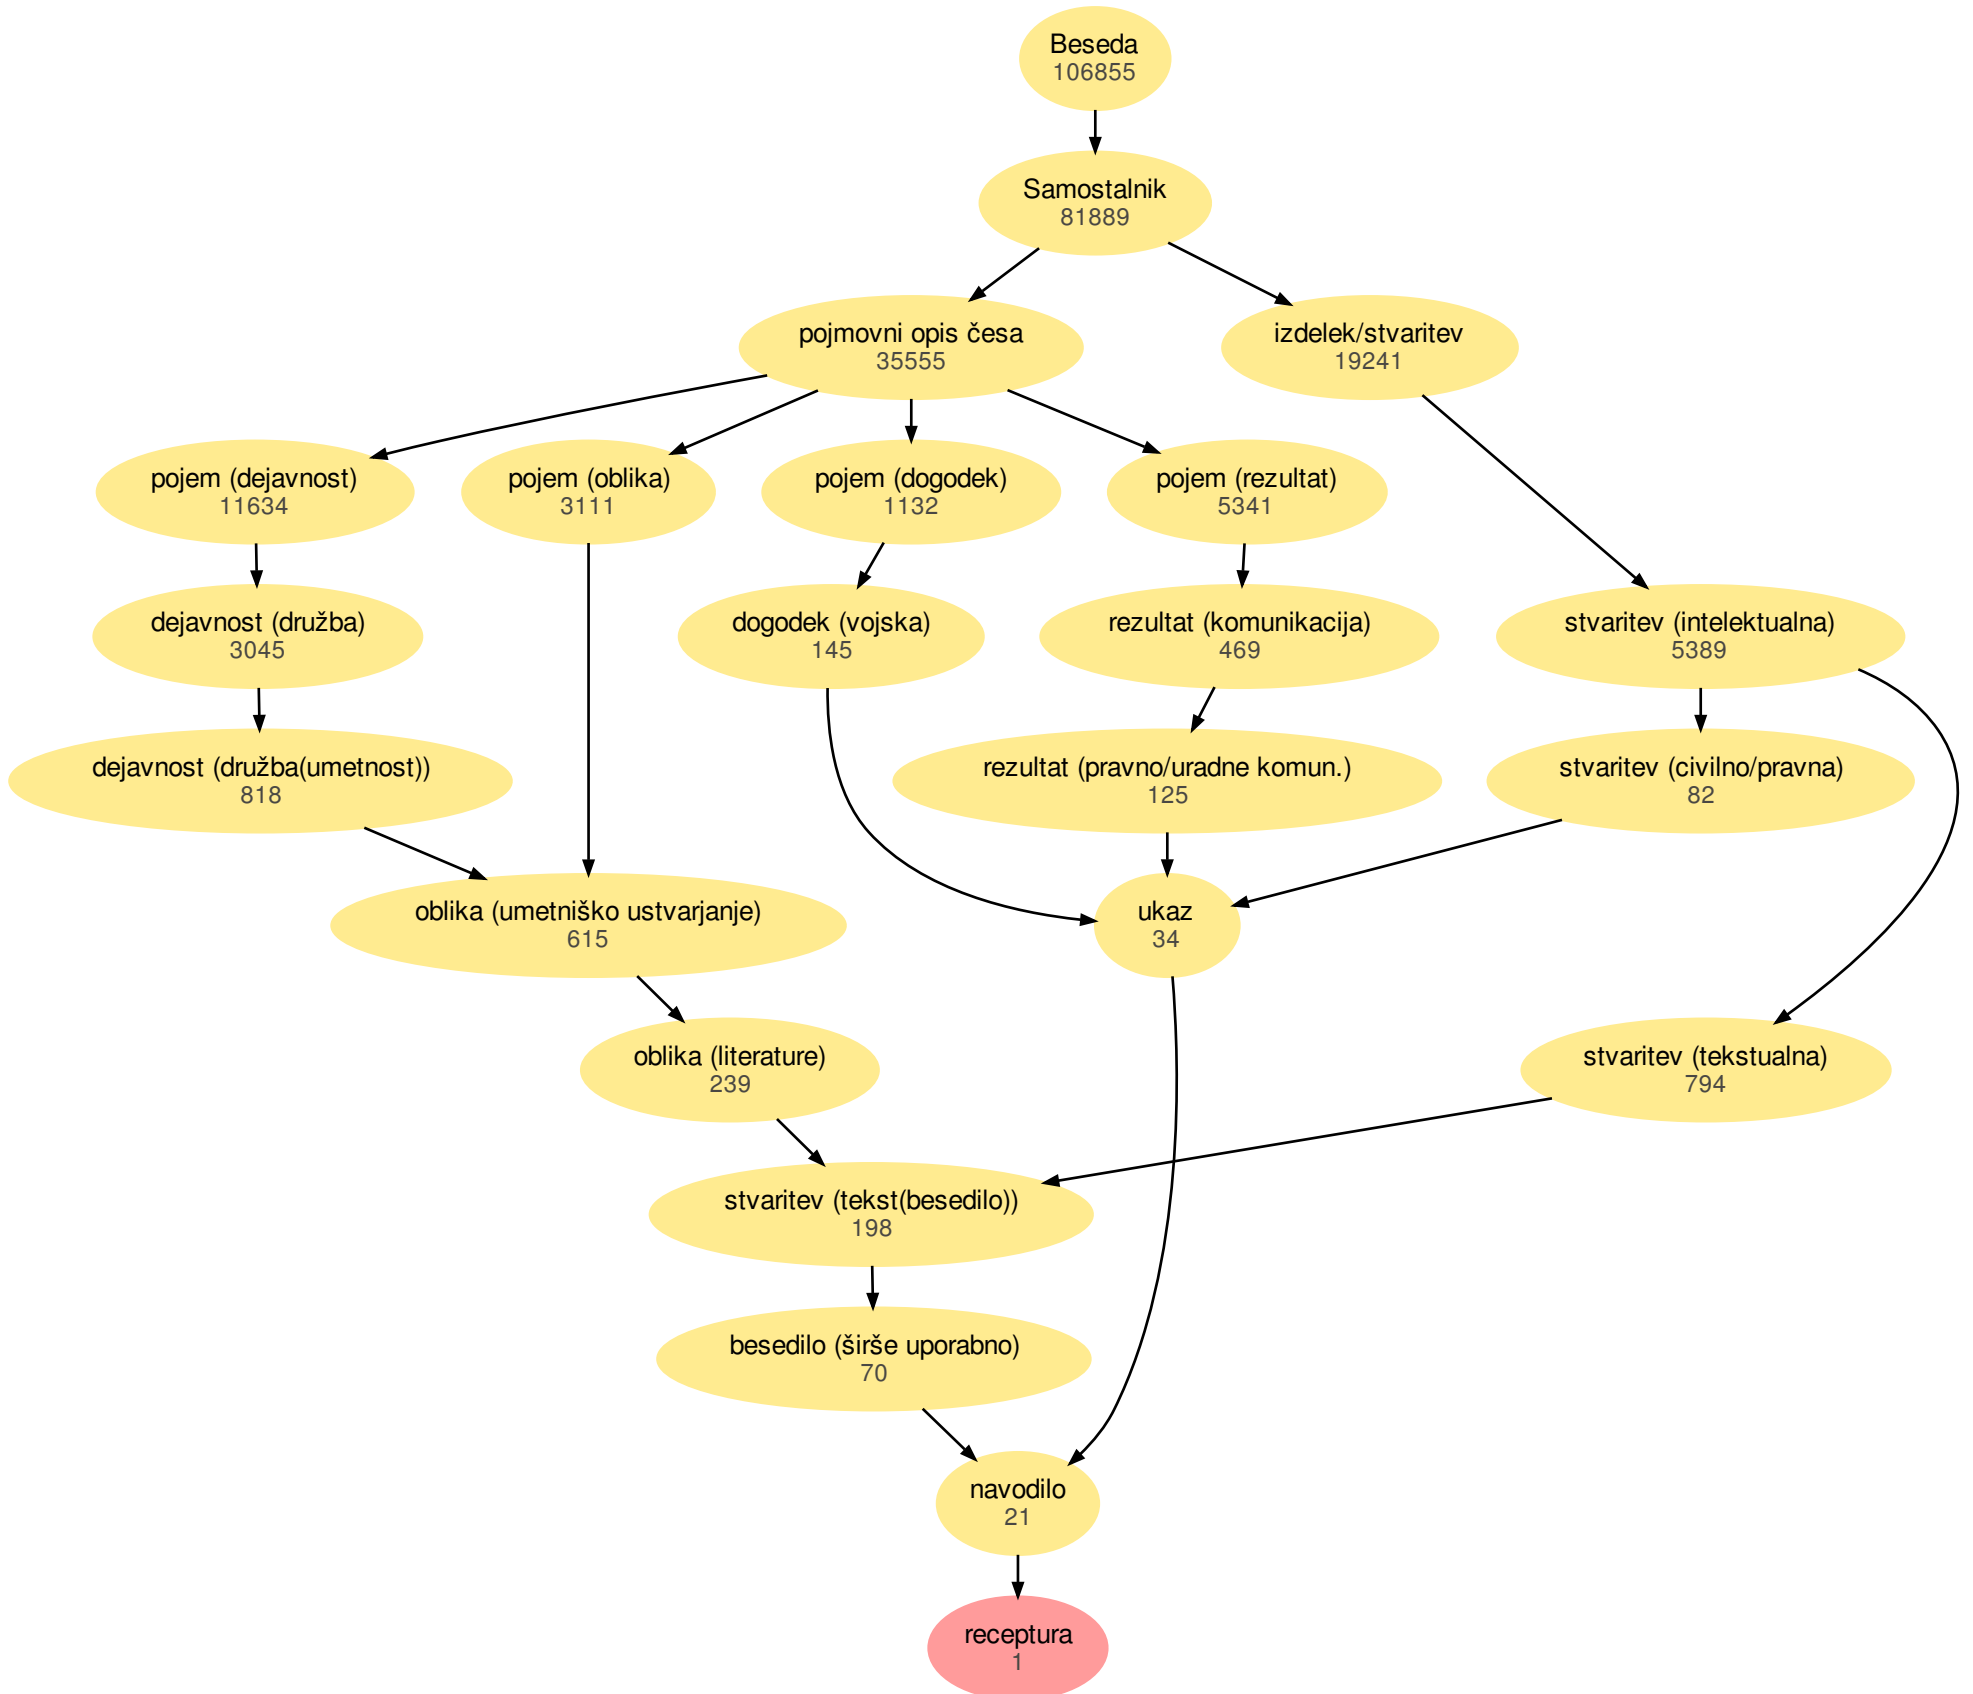 Beseda
106855
Samostalnik
81889
pojmovni opis česa
35555
izdelek/stvaritev
19241
pojem (dejavnost)
11634
pojem (oblika)
3111
pojem (dogodek)
1132
pojem (rezultat)
5341
dejavnost (družba)
3045
dogodek (vojska)
145
rezultat (komunikacija)
469
stvaritev (intelektualna)
5389
dejavnost (družba(umetnost))
818
rezultat (pravno/uradne komun.)
125
stvaritev (civilno/pravna)
82
oblika (umetniško ustvarjanje)
615
ukaz
34
oblika (literature)
239
stvaritev (tekstualna)
794
stvaritev (tekst(besedilo))
198
besedilo (širše uporabno)
70
navodilo
21
receptura
1